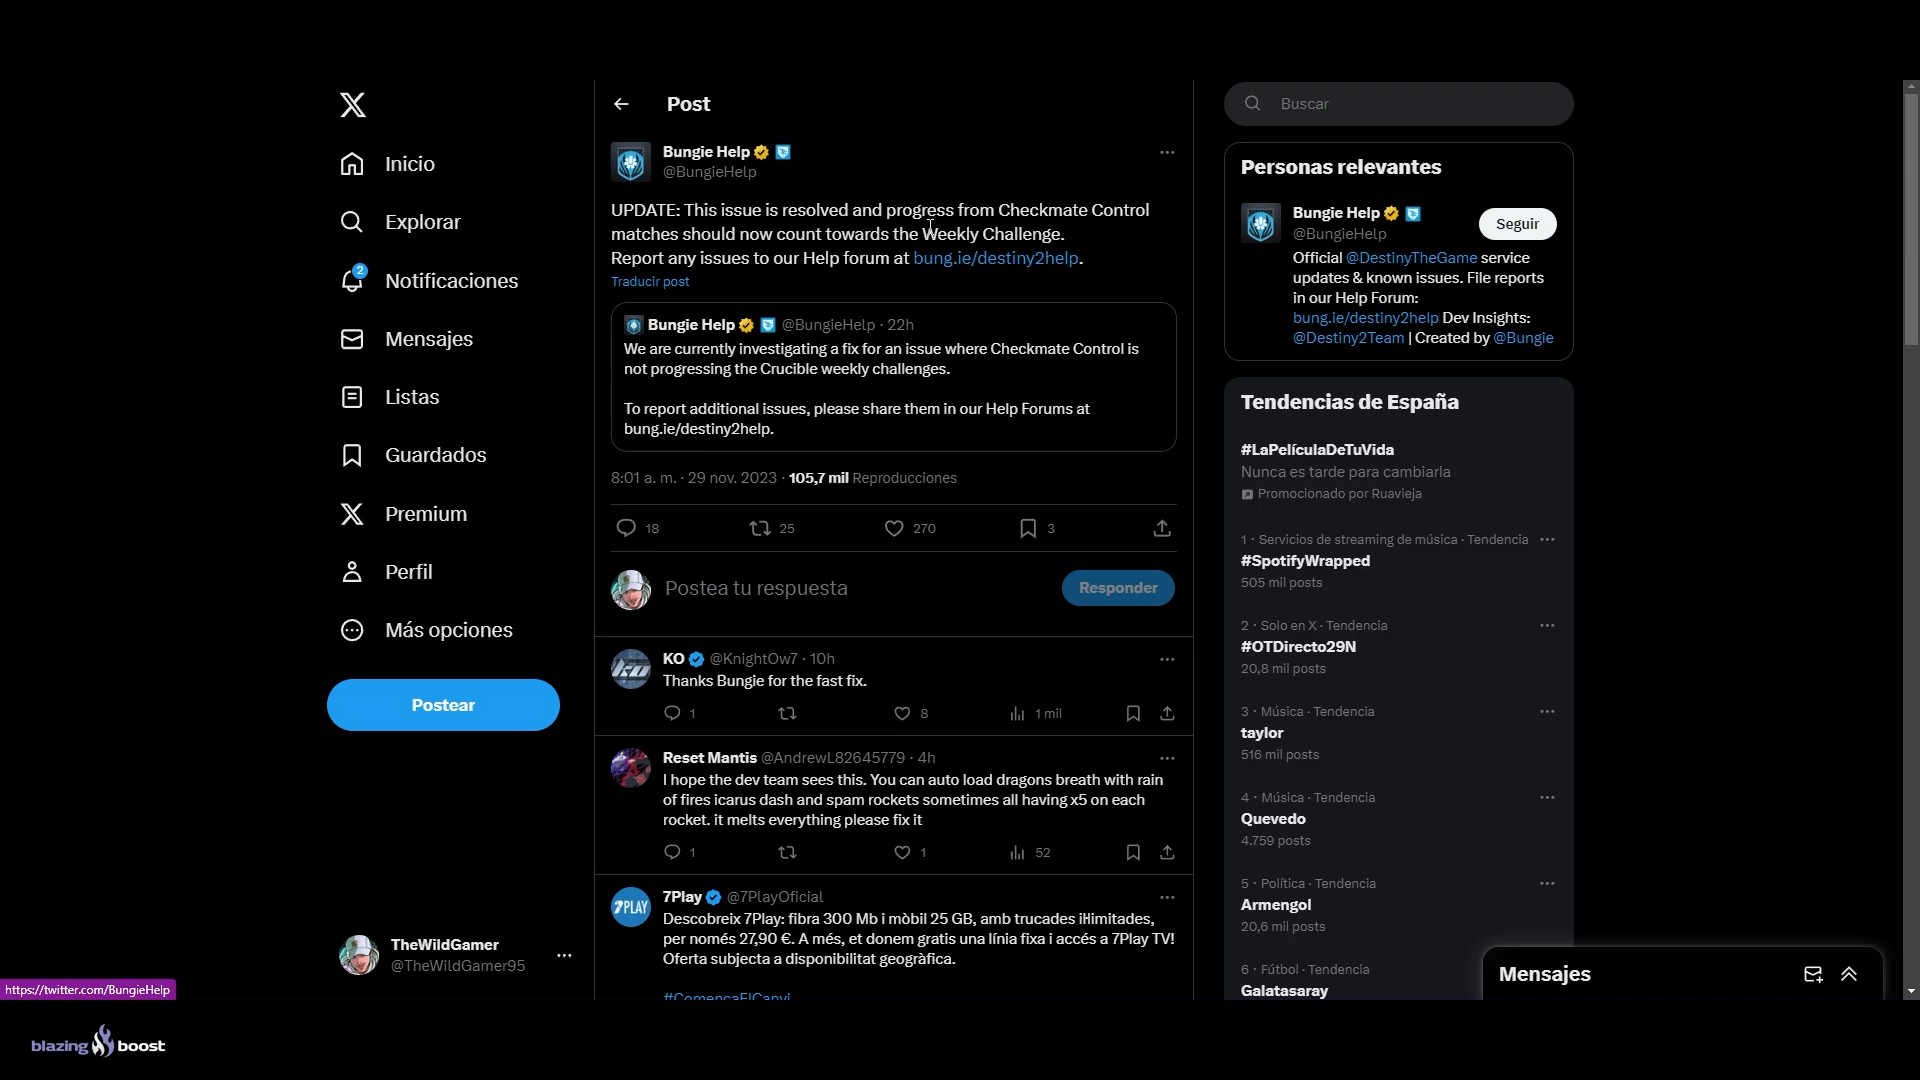 Inicio
Explorar
2
Notificaciones
Mensajes
Listas
Guardados
Premium
Perfil
Más opciones
Postear
TheWildGamer
@TheWildGamer95
https://twitter.com/BungieHelp
blazing boost
Post
Bungie Help
@BungieHelp
UPDATE: This issue is resolved and progress from Checkmate Control
matches should now count towards the Weekly Challenge.
Report any issues to our Help forum at bung.ie/destiny2help.
Traducir post
Bungie Help @BungieHelp · 22h
We are currently investigating a fix for an issue where Checkmate Control is
not progressing the Crucible weekly challenges.
To report additional issues, please share them in our Help Forums at
bung.ie/destiny2help.
8:01 a. m. · 29 nov. 2023 · 105,7 mil Reproducciones
18 25 270 3
Postea tu respuesta
Responder
KO @KnightOw7 · 10h
Thanks Bungie for the fast fix.
1 8 1 mil
Reset Mantis @AndrewL82645779 · 4h
I hope the dev team sees this. You can auto load dragons breath with rain
of fires icarus dash and spam rockets sometimes all having x5 on each
rocket. it melts everything please fix it
1 1 52
7PLAY
7Play @7PlayOficial
Descobreix 7Play: fibra 300 Mb i mòbil 25 GB, amb trucades il·limitades,
per només 27,90 €. A més, et donem gratis una línia fixa i accés a 7Play TV!
Oferta subjecta a disponibilitat geogràfica.
#ComençaElCanvi
Buscar
Personas relevantes
Bungie Help
@BungieHelp
Seguir
Official @DestinyTheGame service
updates & known issues. File reports
in our Help Forum:
bung.ie/destiny2help Dev Insights:
@Destiny2Team | Created by @Bungie
Tendencias de España
#LaPelículaDeTuVida
Nunca es tarde para cambiarla
Promocionado por Ruavieja
1 · Servicios de streaming de música · Tendencia
#SpotifyWrapped
505 mil posts
2 · Solo en X · Tendencia
#OTDirecto29N
20,8 mil posts
3 · Música · Tendencia
taylor
516 mil posts
4 · Música · Tendencia
Quevedo
4.759 posts
5 · Política · Tendencia
Armengol
20,6 mil posts
6 · Fútbol · Tendencia
Galatasaray
Mensajes